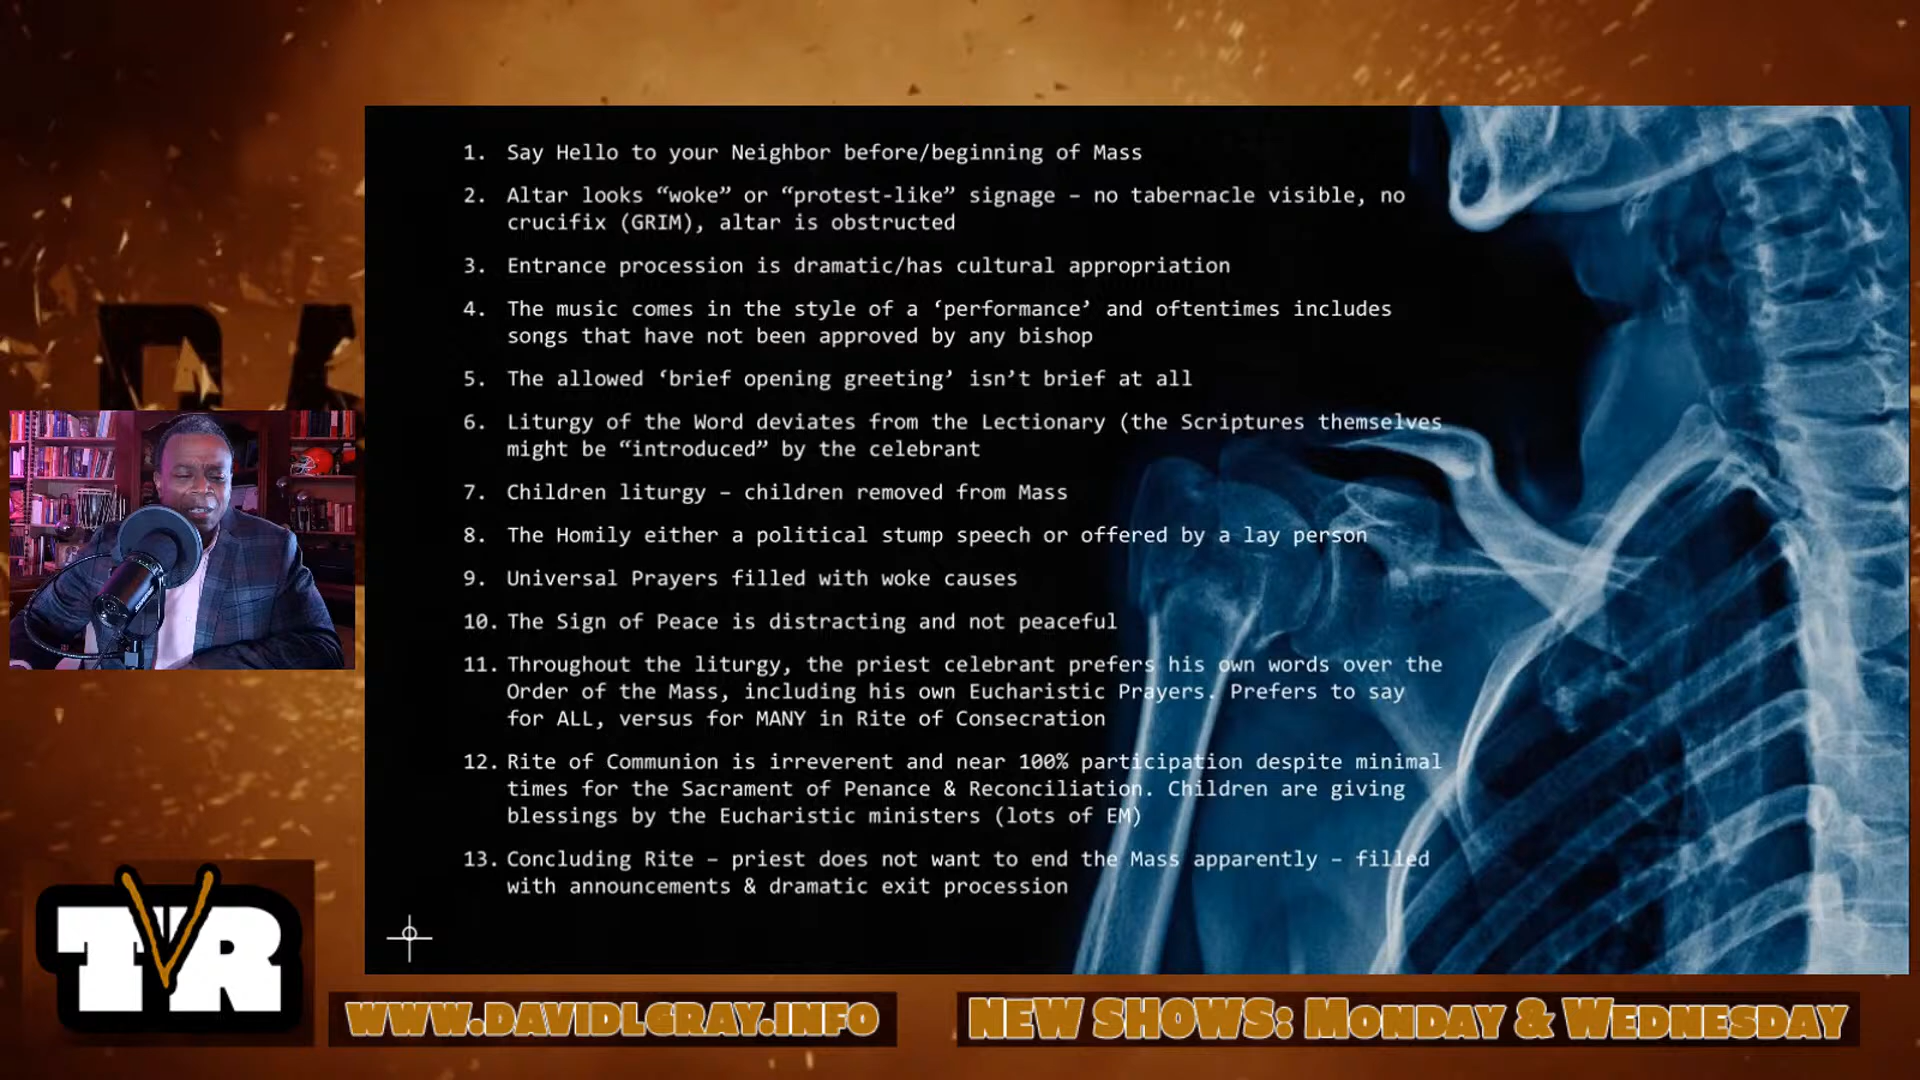 1. Say Hello to your Neighbor before/beginning of Mass
2. Altar looks “woke” or “protest-like” signage – no tabernacle visible, no
crucifix (GRIM), altar is obstructed
3. Entrance procession is dramatic/has cultural appropriation
4. The music comes in the style of a ‘performance’ and oftentimes includes
songs that have not been approved by any bishop
5. The allowed ‘brief opening greeting’ isn’t brief at all
6. Liturgy of the Word deviates from the Lectionary (the Scriptures themselves
might be “introduced” by the celebrant
7. Children liturgy – children removed from Mass
8. The Homily either a political stump speech or offered by a lay person
9. Universal Prayers filled with woke causes
10. The Sign of Peace is distracting and not peaceful
11. Throughout the liturgy, the priest celebrant prefers his own words over the
Order of the Mass, including his own Eucharistic Prayers. Prefers to say
for ALL, versus for MANY in Rite of Consecration
12. Rite of Communion is irreverent and near 100% participation despite minimal
times for the Sacrament of Penance & Reconciliation. Children are giving
blessings by the Eucharistic ministers (lots of EM)
13. Concluding Rite – priest does not want to end the Mass apparently – filled
with announcements & dramatic exit procession
TVR
WWW.DAVIDLGRAY.INFO
NEW SHOWS: MONDAY & WEDNESDAY